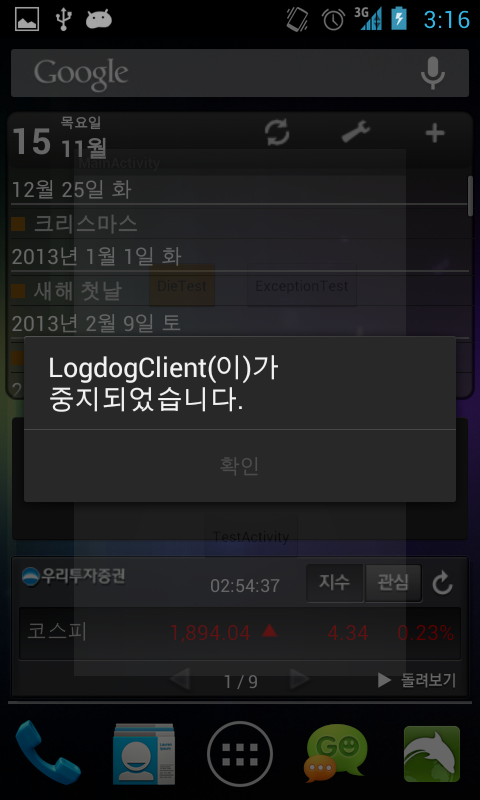 3G
3:16
Google
15
목요일
11월
MainActivity
12월 25일 화
크리스마스
2013년 1월 1일 화
DieTest
ExceptionTest
새해 첫날
2013년 2월 9일 토
2
LogdogClient(이)가
중지되었습니다.
확인
TestActivity
우리투자증권
02:54:37
지수
관심
코스피
1,894.04
4.34
0.23%
1 / 9
돌려보기
GO